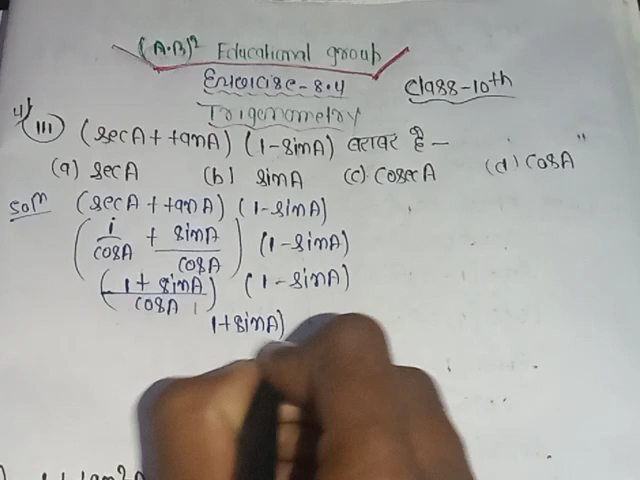 (A.B)² Educational group
Exercise-8.4 Class-10th
Trigonometry
4) (iii) (secA + tanA) (1-sinA) बराबर है –
(a) secA (b) sinA (c) cosecA (d) cosA"
Solⁿ (secA + tanA) (1-sinA)
(1/cosA + sinA/cosA) (1-sinA)
(1 + sinA/cosA) (1 - sinA)
1+sinA)